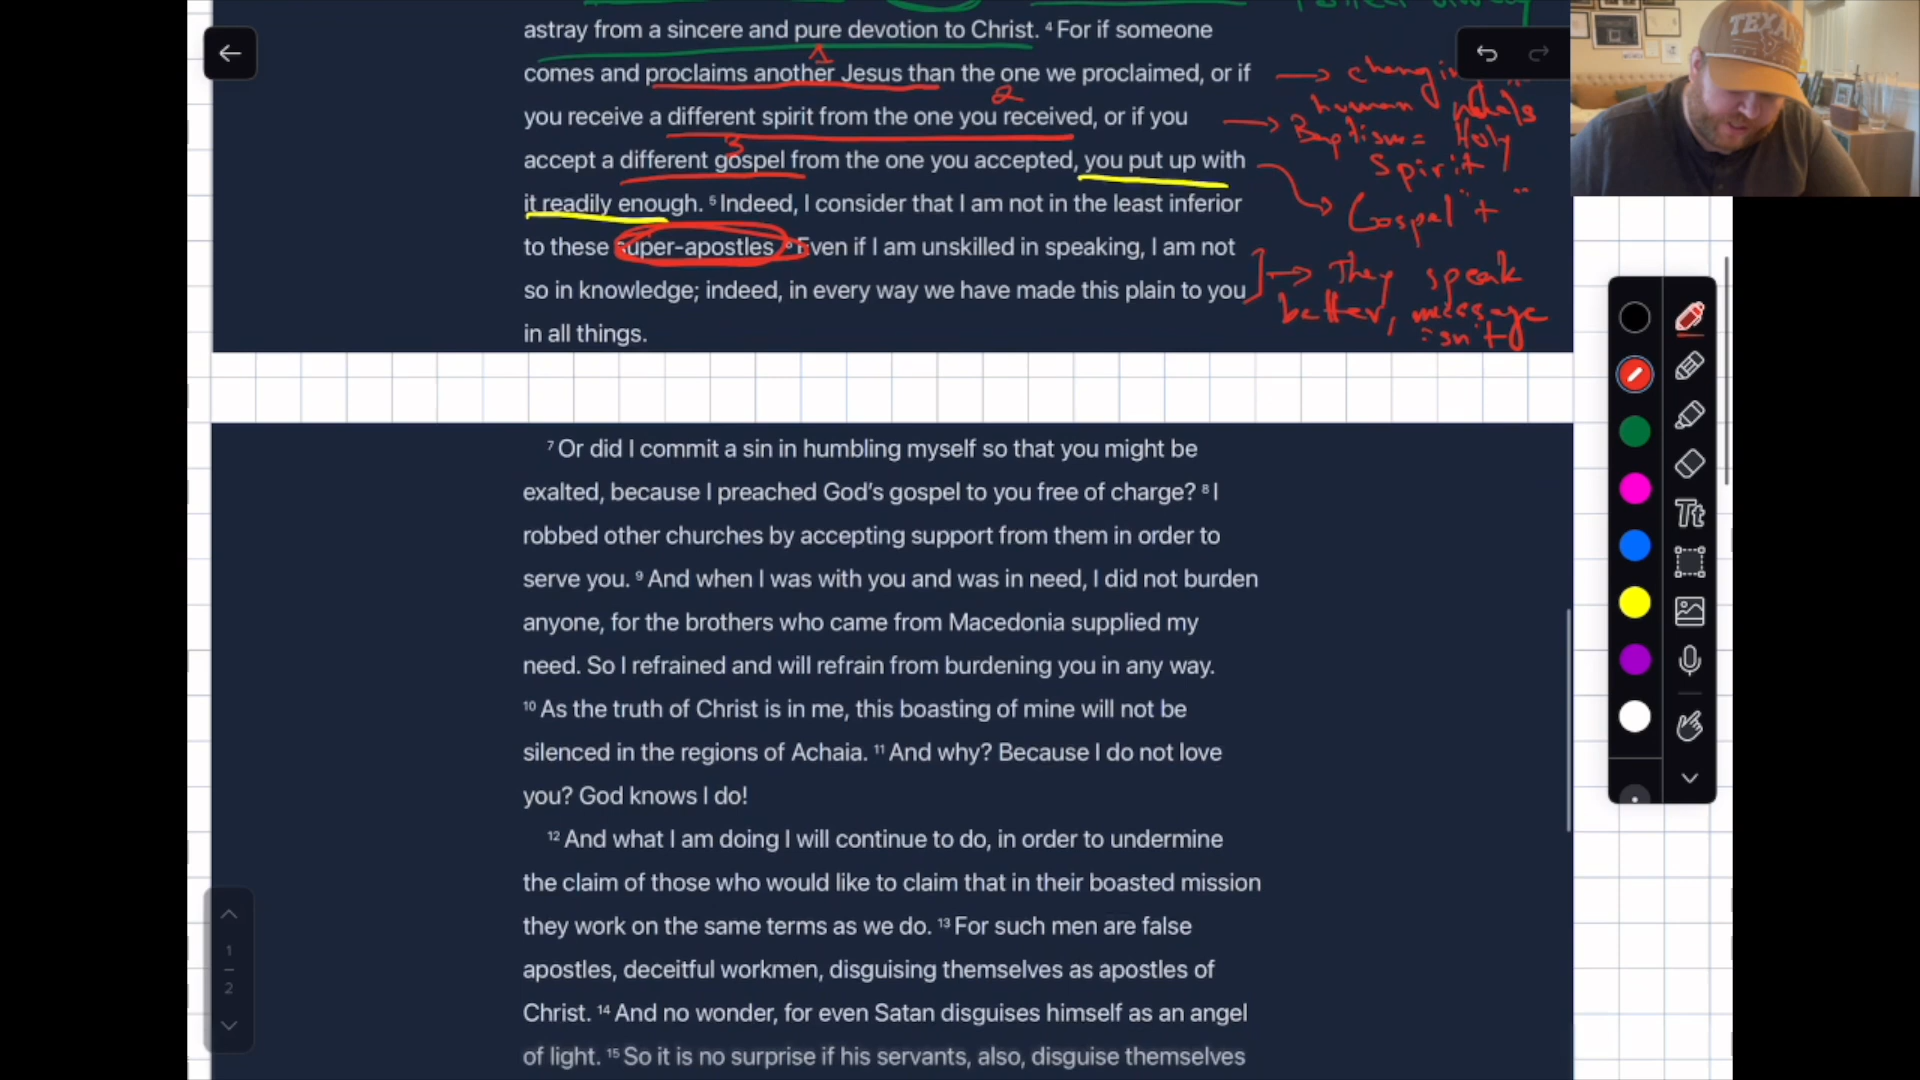 astray from a sincere and pure devotion to Christ. 4 For if someone
1
comes and proclaims another Jesus than the one we proclaimed, or if
→ changing
2
human
you receive a different spirit from the one you received, or if you
→ Baptism = Holy
3
Spirit
accept a different gospel from the one you accepted, you put up with
it readily enough. 5 Indeed, I consider that I am not in the least inferior
→ Gospel "+"
to these super-apostles 6 Even if I am unskilled in speaking, I am not
→ They speak
so in knowledge; indeed, in every way we have made this plain to you
better, message
in all things.
isn't
7 Or did I commit a sin in humbling myself so that you might be
exalted, because I preached God's gospel to you free of charge? 8 I
robbed other churches by accepting support from them in order to
serve you. 9 And when I was with you and was in need, I did not burden
anyone, for the brothers who came from Macedonia supplied my
need. So I refrained and will refrain from burdening you in any way.
10 As the truth of Christ is in me, this boasting of mine will not be
silenced in the regions of Achaia. 11 And why? Because I do not love
you? God knows I do!
12 And what I am doing I will continue to do, in order to undermine
the claim of those who would like to claim that in their boasted mission
they work on the same terms as we do. 13 For such men are false
apostles, deceitful workmen, disguising themselves as apostles of
Christ. 14 And no wonder, for even Satan disguises himself as an angel
of light. 15 So it is no surprise if his servants, also, disguise themselves
TEXAS
Tt
1
2